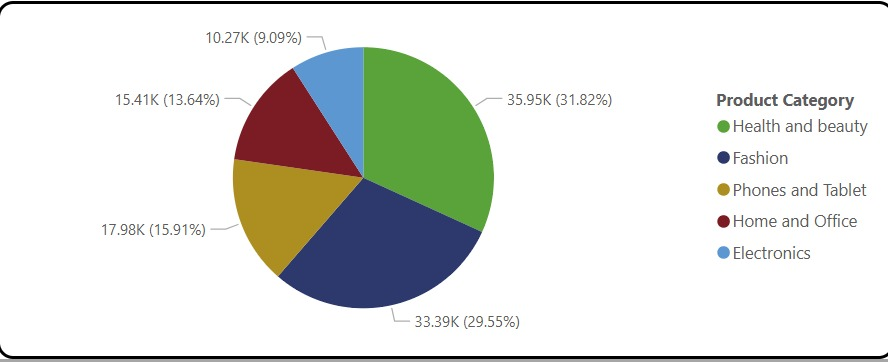 10.27K (9.09%)
15.41K (13.64%)
35.95K (31.82%)
17.98K (15.91%)
33.39K (29.55%)
Product Category
Health and beauty
Fashion
Phones and Tablet
Home and Office
Electronics